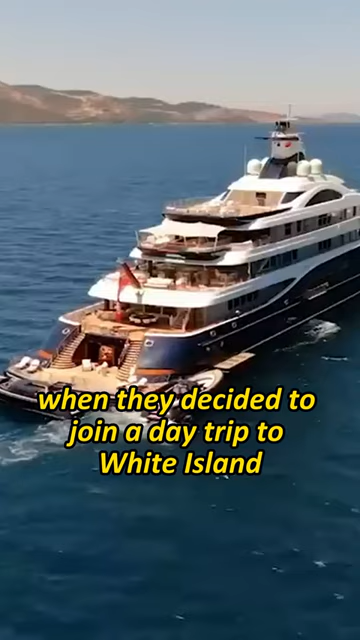 when they decided to
join a day trip to
White Island